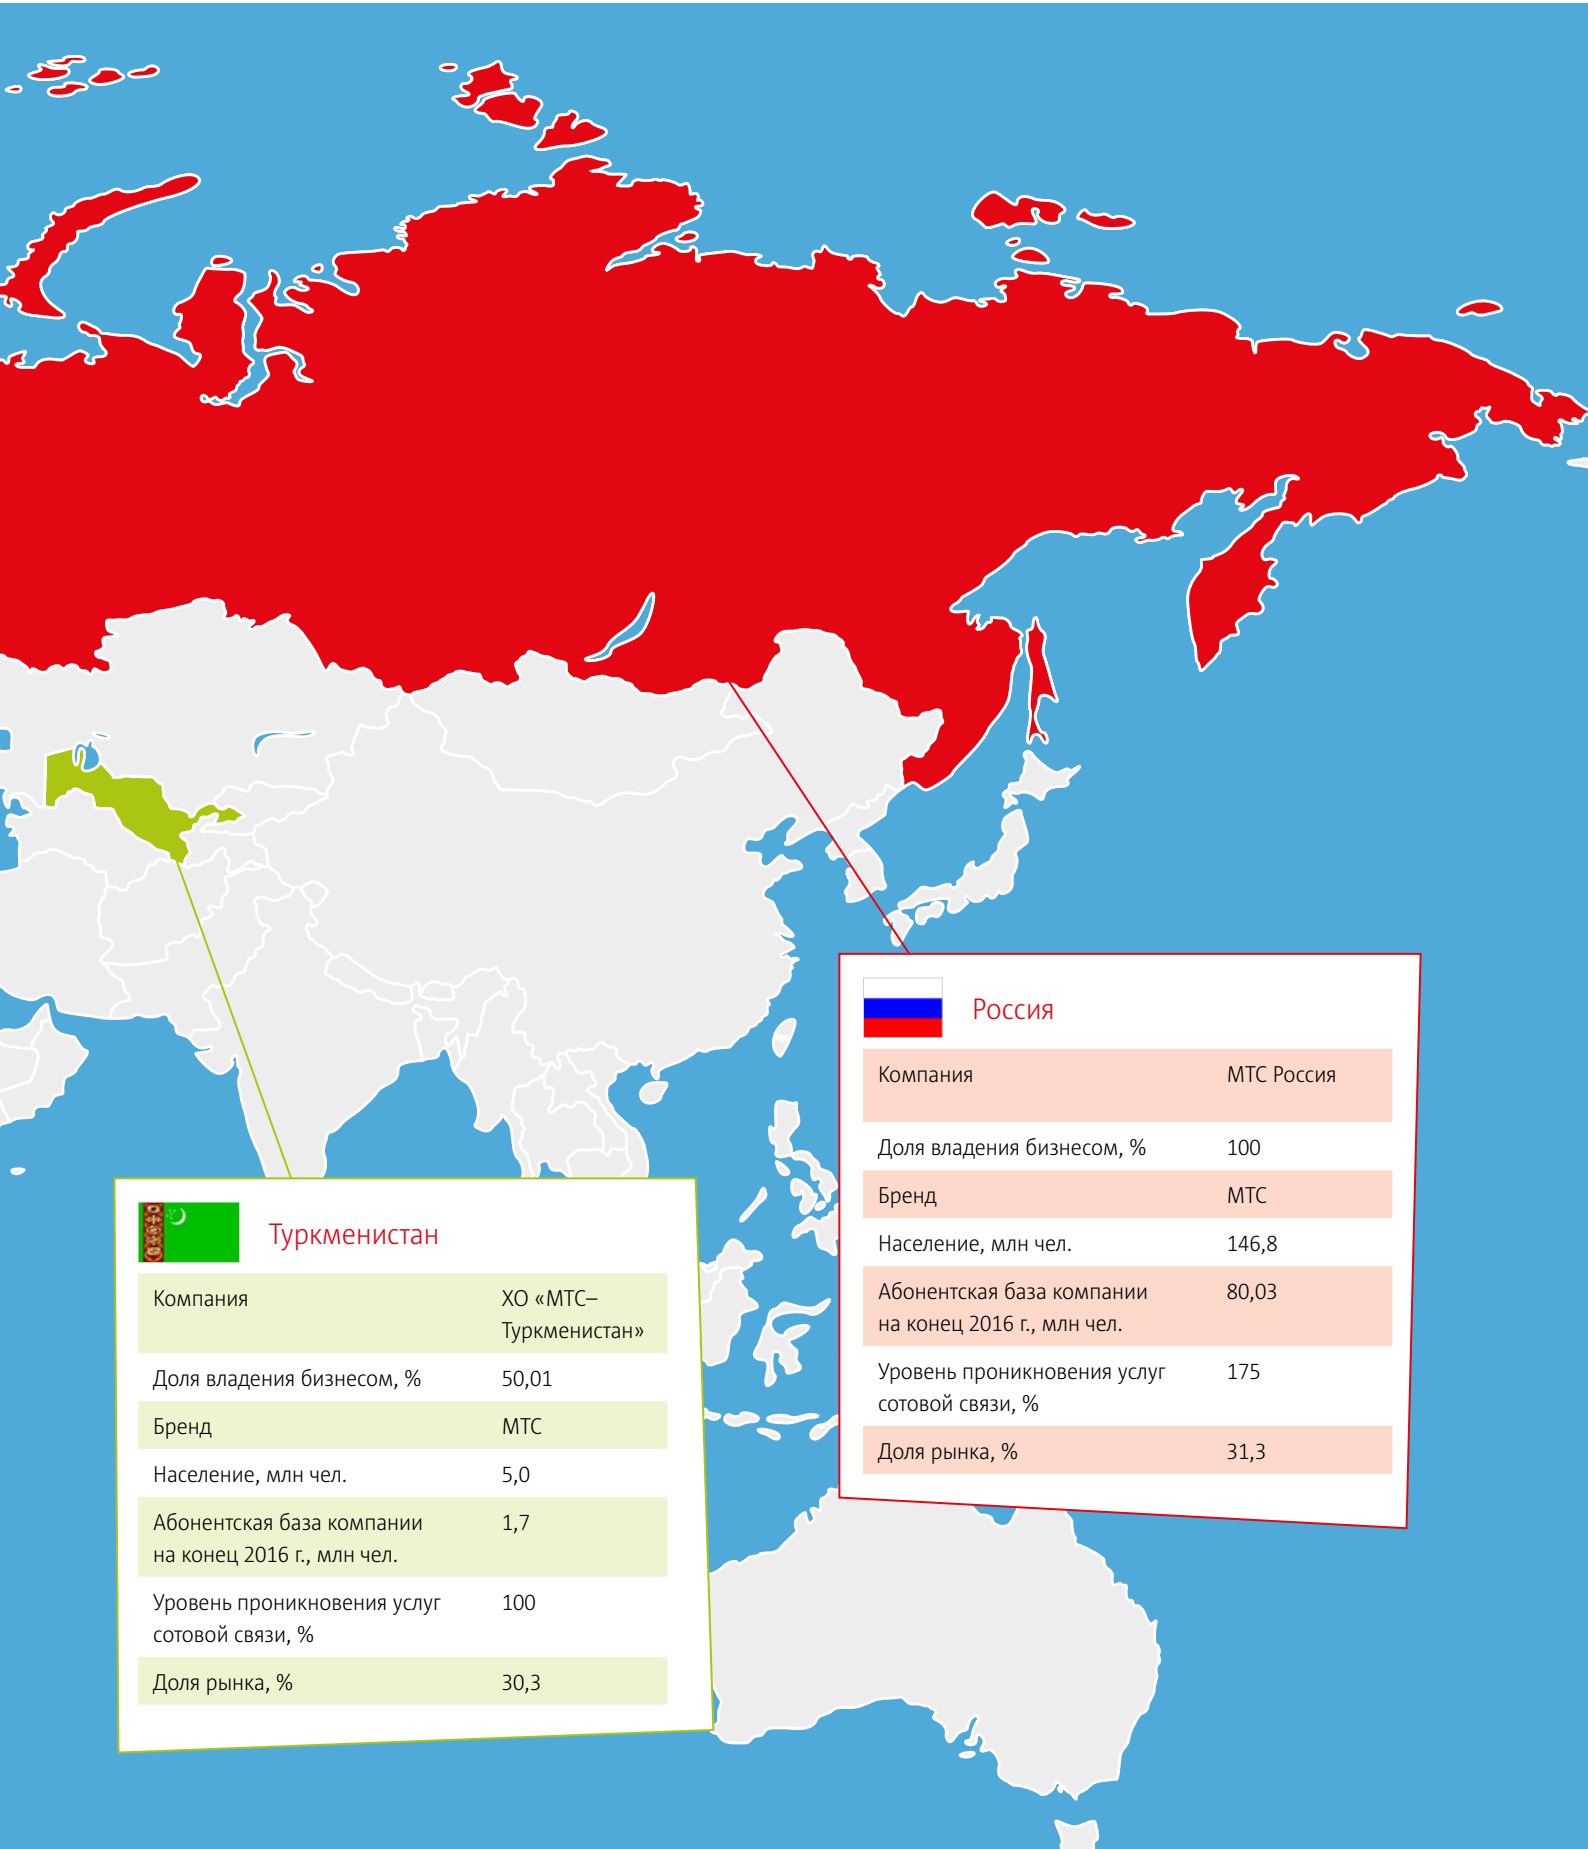 Россия
Компания МТС Россия
Доля владения бизнесом, % 100
Бренд МТС
Население, млн чел. 146,8
Абонентская база компании 80,03
на конец 2016 г., млн чел.
Уровень проникновения услуг 175
сотовой связи, %
Доля рынка, % 31,3
Туркменистан
Компания ХО «МТС–
Туркменистан»
Доля владения бизнесом, % 50,01
Бренд МТС
Население, млн чел. 5,0
Абонентская база компании 1,7
на конец 2016 г., млн чел.
Уровень проникновения услуг 100
сотовой связи, %
Доля рынка, % 30,3